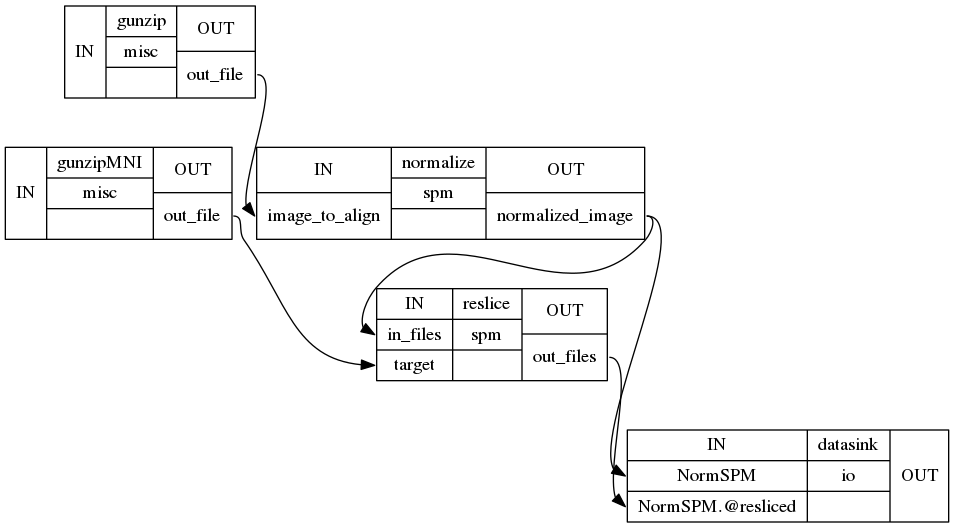 IN
gunzip
misc
OUT
out_file
IN
gunzipMNI
misc
OUT
out_file
IN
image_to_align
normalize
spm
OUT
normalized_image
IN
in_files
target
reslice
spm
OUT
out_files
IN
NormSPM
NormSPM.@resliced
datasink
io
OUT